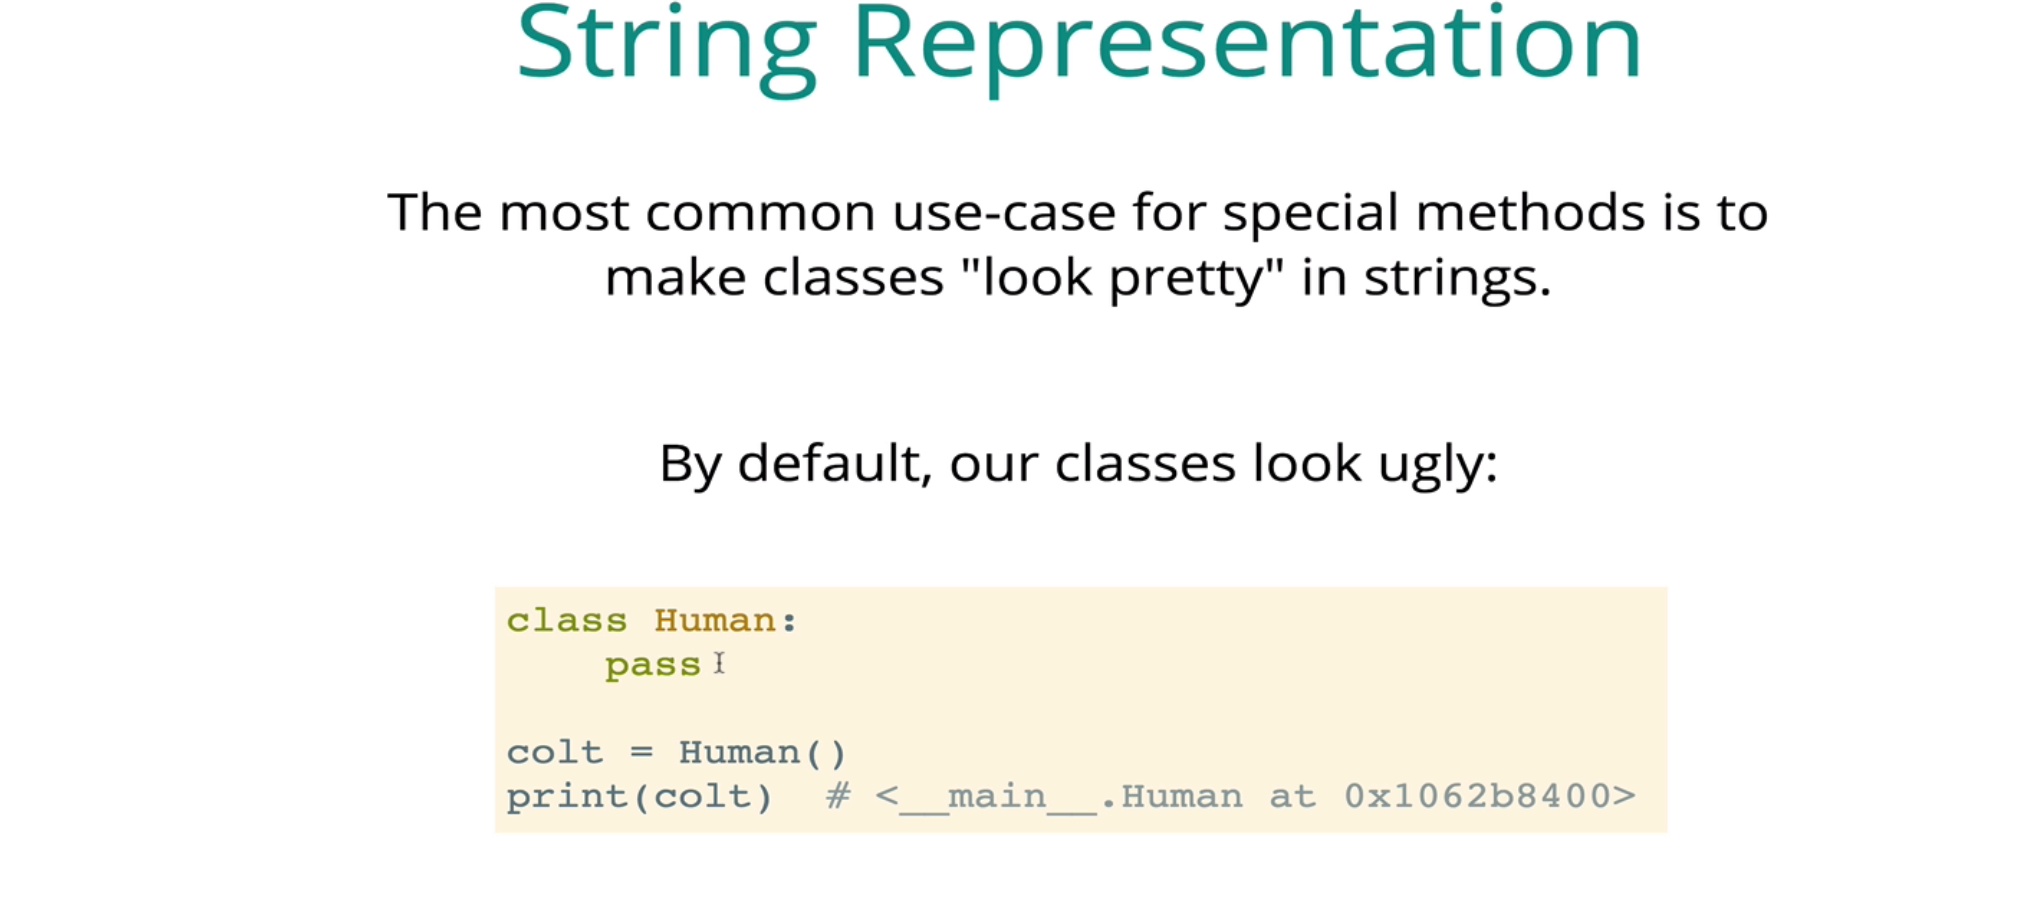 String Representation
The most common use-case for special methods is to
make classes "look pretty" in strings.
By default, our classes look ugly:
class Human:
    pass
colt = Human()
print(colt)  # <__main__.Human at 0x1062b8400>